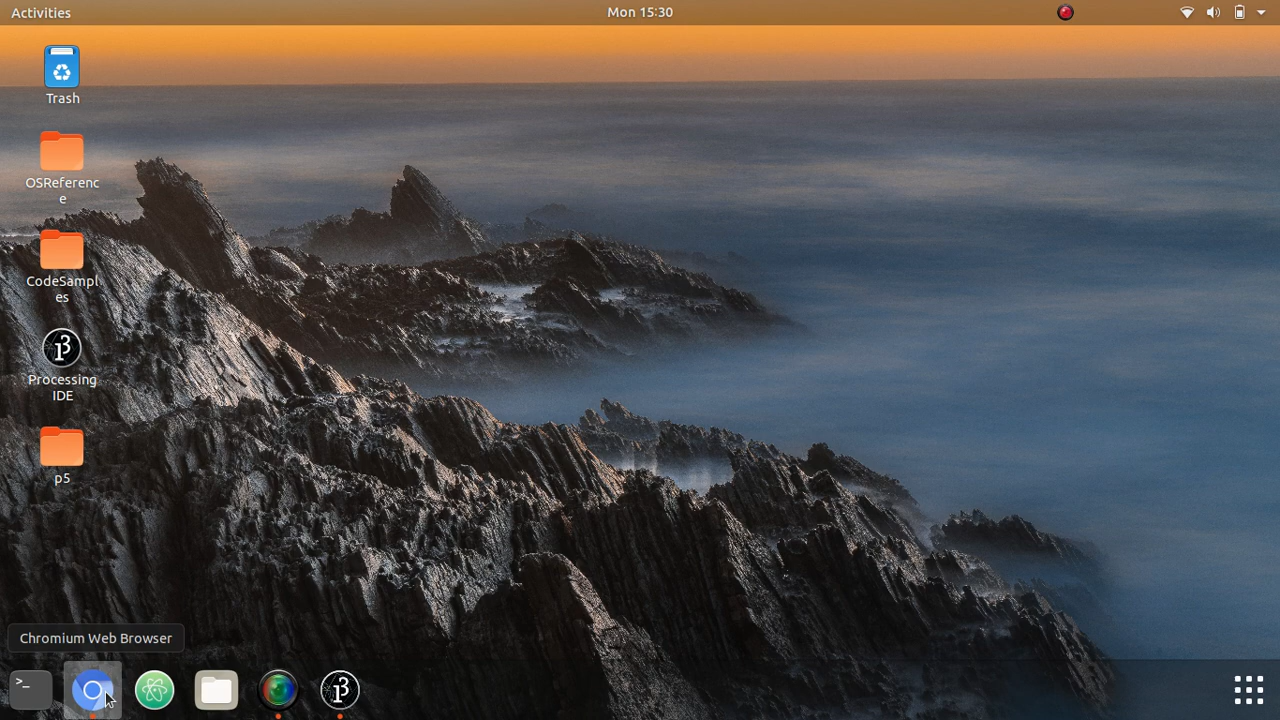 Activities
Mon 15:30
Trash
OSReferenc
e
CodeSampl
es
Processing
IDE
p5
Chromium Web Browser
>_